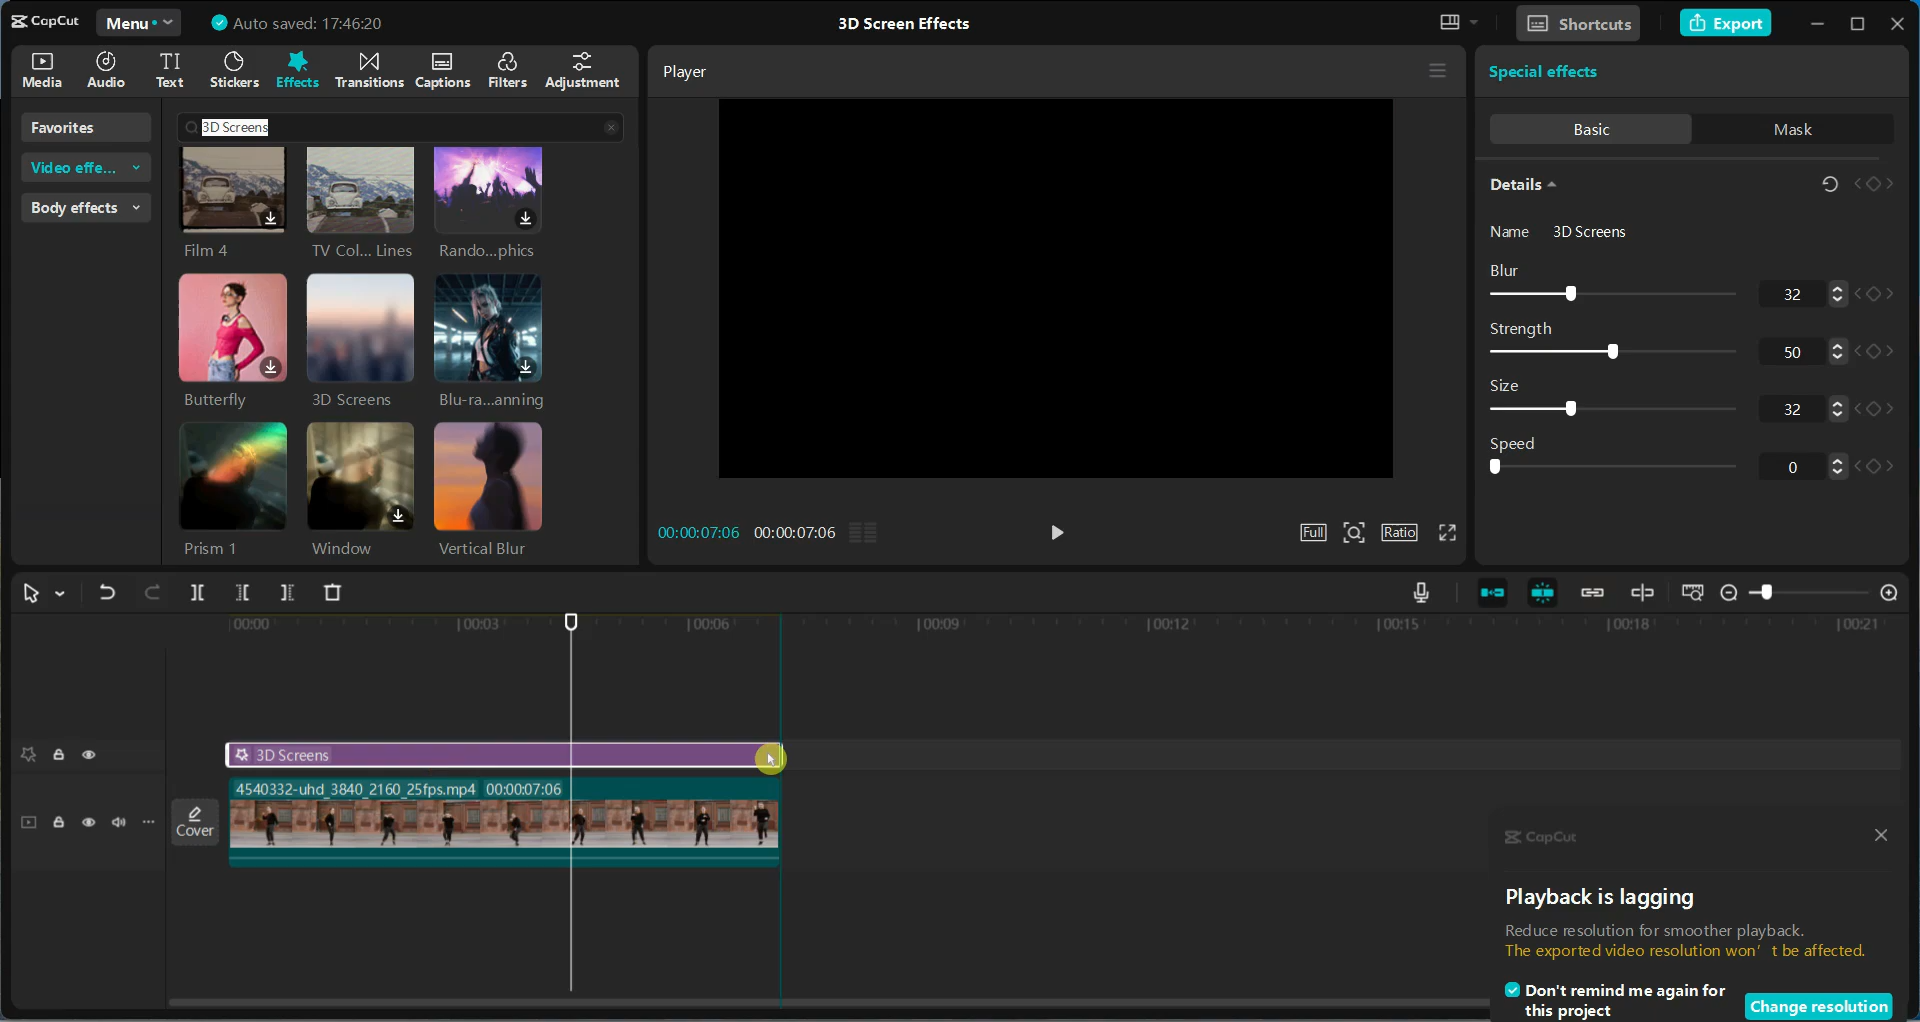 CapCut
Menu
Auto saved: 17:46:20
3D Screen Effects
Shortcuts
Export
Media
Audio
Text
Stickers
Effects
Transitions
Captions
Filters
Adjustment
Player
Special effects
Favorites
3D Screens
Basic
Mask
Video effe...
Body effects
Details
Film 4
TV Col... Lines
Rando...phics
Name
3D Screens
Blur
32
Strength
50
Butterfly
3D Screens
Blu-ra...anning
Size
32
Speed
0
Prism 1
Window
Vertical Blur
00:00:07:06
00:00:07:06
Full
Ratio
00:00
00:03
00:06
00:09
00:12
00:15
00:18
00:21
3D Screens
4540332-uhd_3840_2160_25fps.mp4 00:00:07:06
Cover
CapCut
Playback is lagging
Reduce resolution for smoother playback.
The exported video resolution won't be affected.
Don't remind me again for
this project
Change resolution